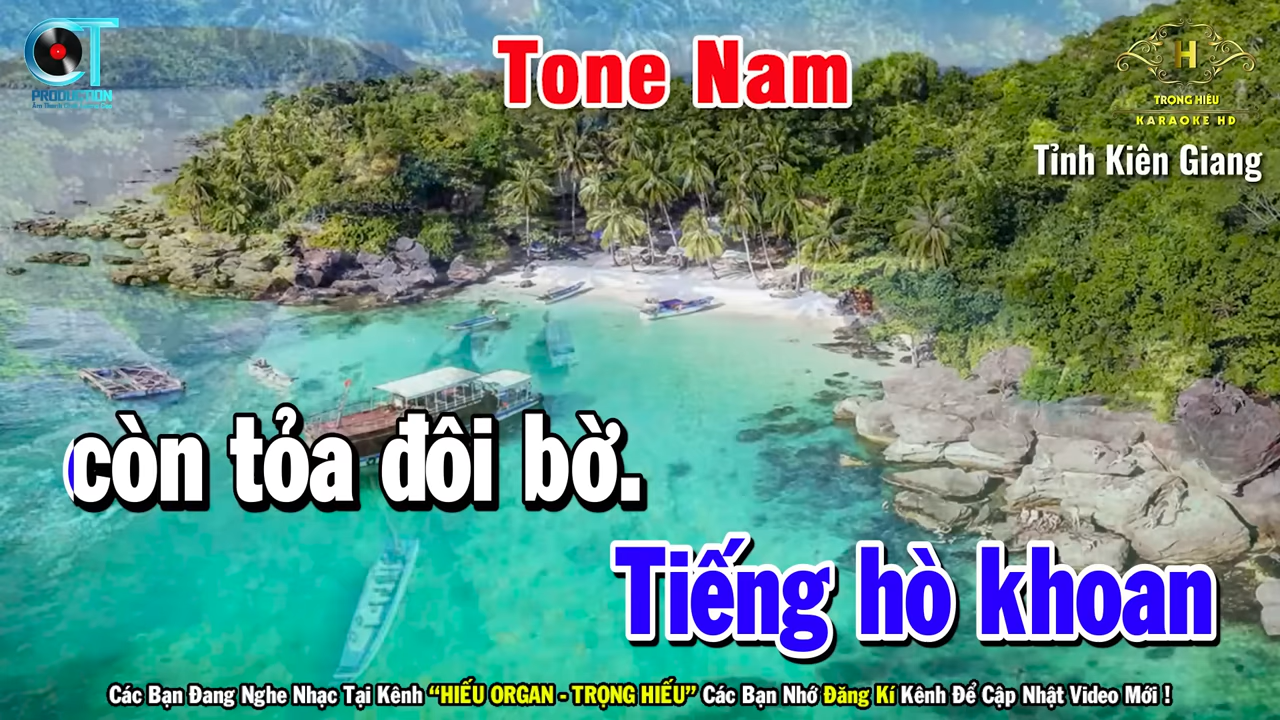 CT
PRODUCTION
Tone Nam
H
TRỌNG HIẾU
KARAOKE HD
Tỉnh Kiên Giang
còn tỏa đôi bờ.
Tiếng hò khoan
Các Bạn Đang Nghe Nhạc Tại Kênh “HIẾU ORGAN - TRỌNG HIẾU” Các Bạn Nhớ Đăng Kí Kênh Để Cập Nhật Video Mới !